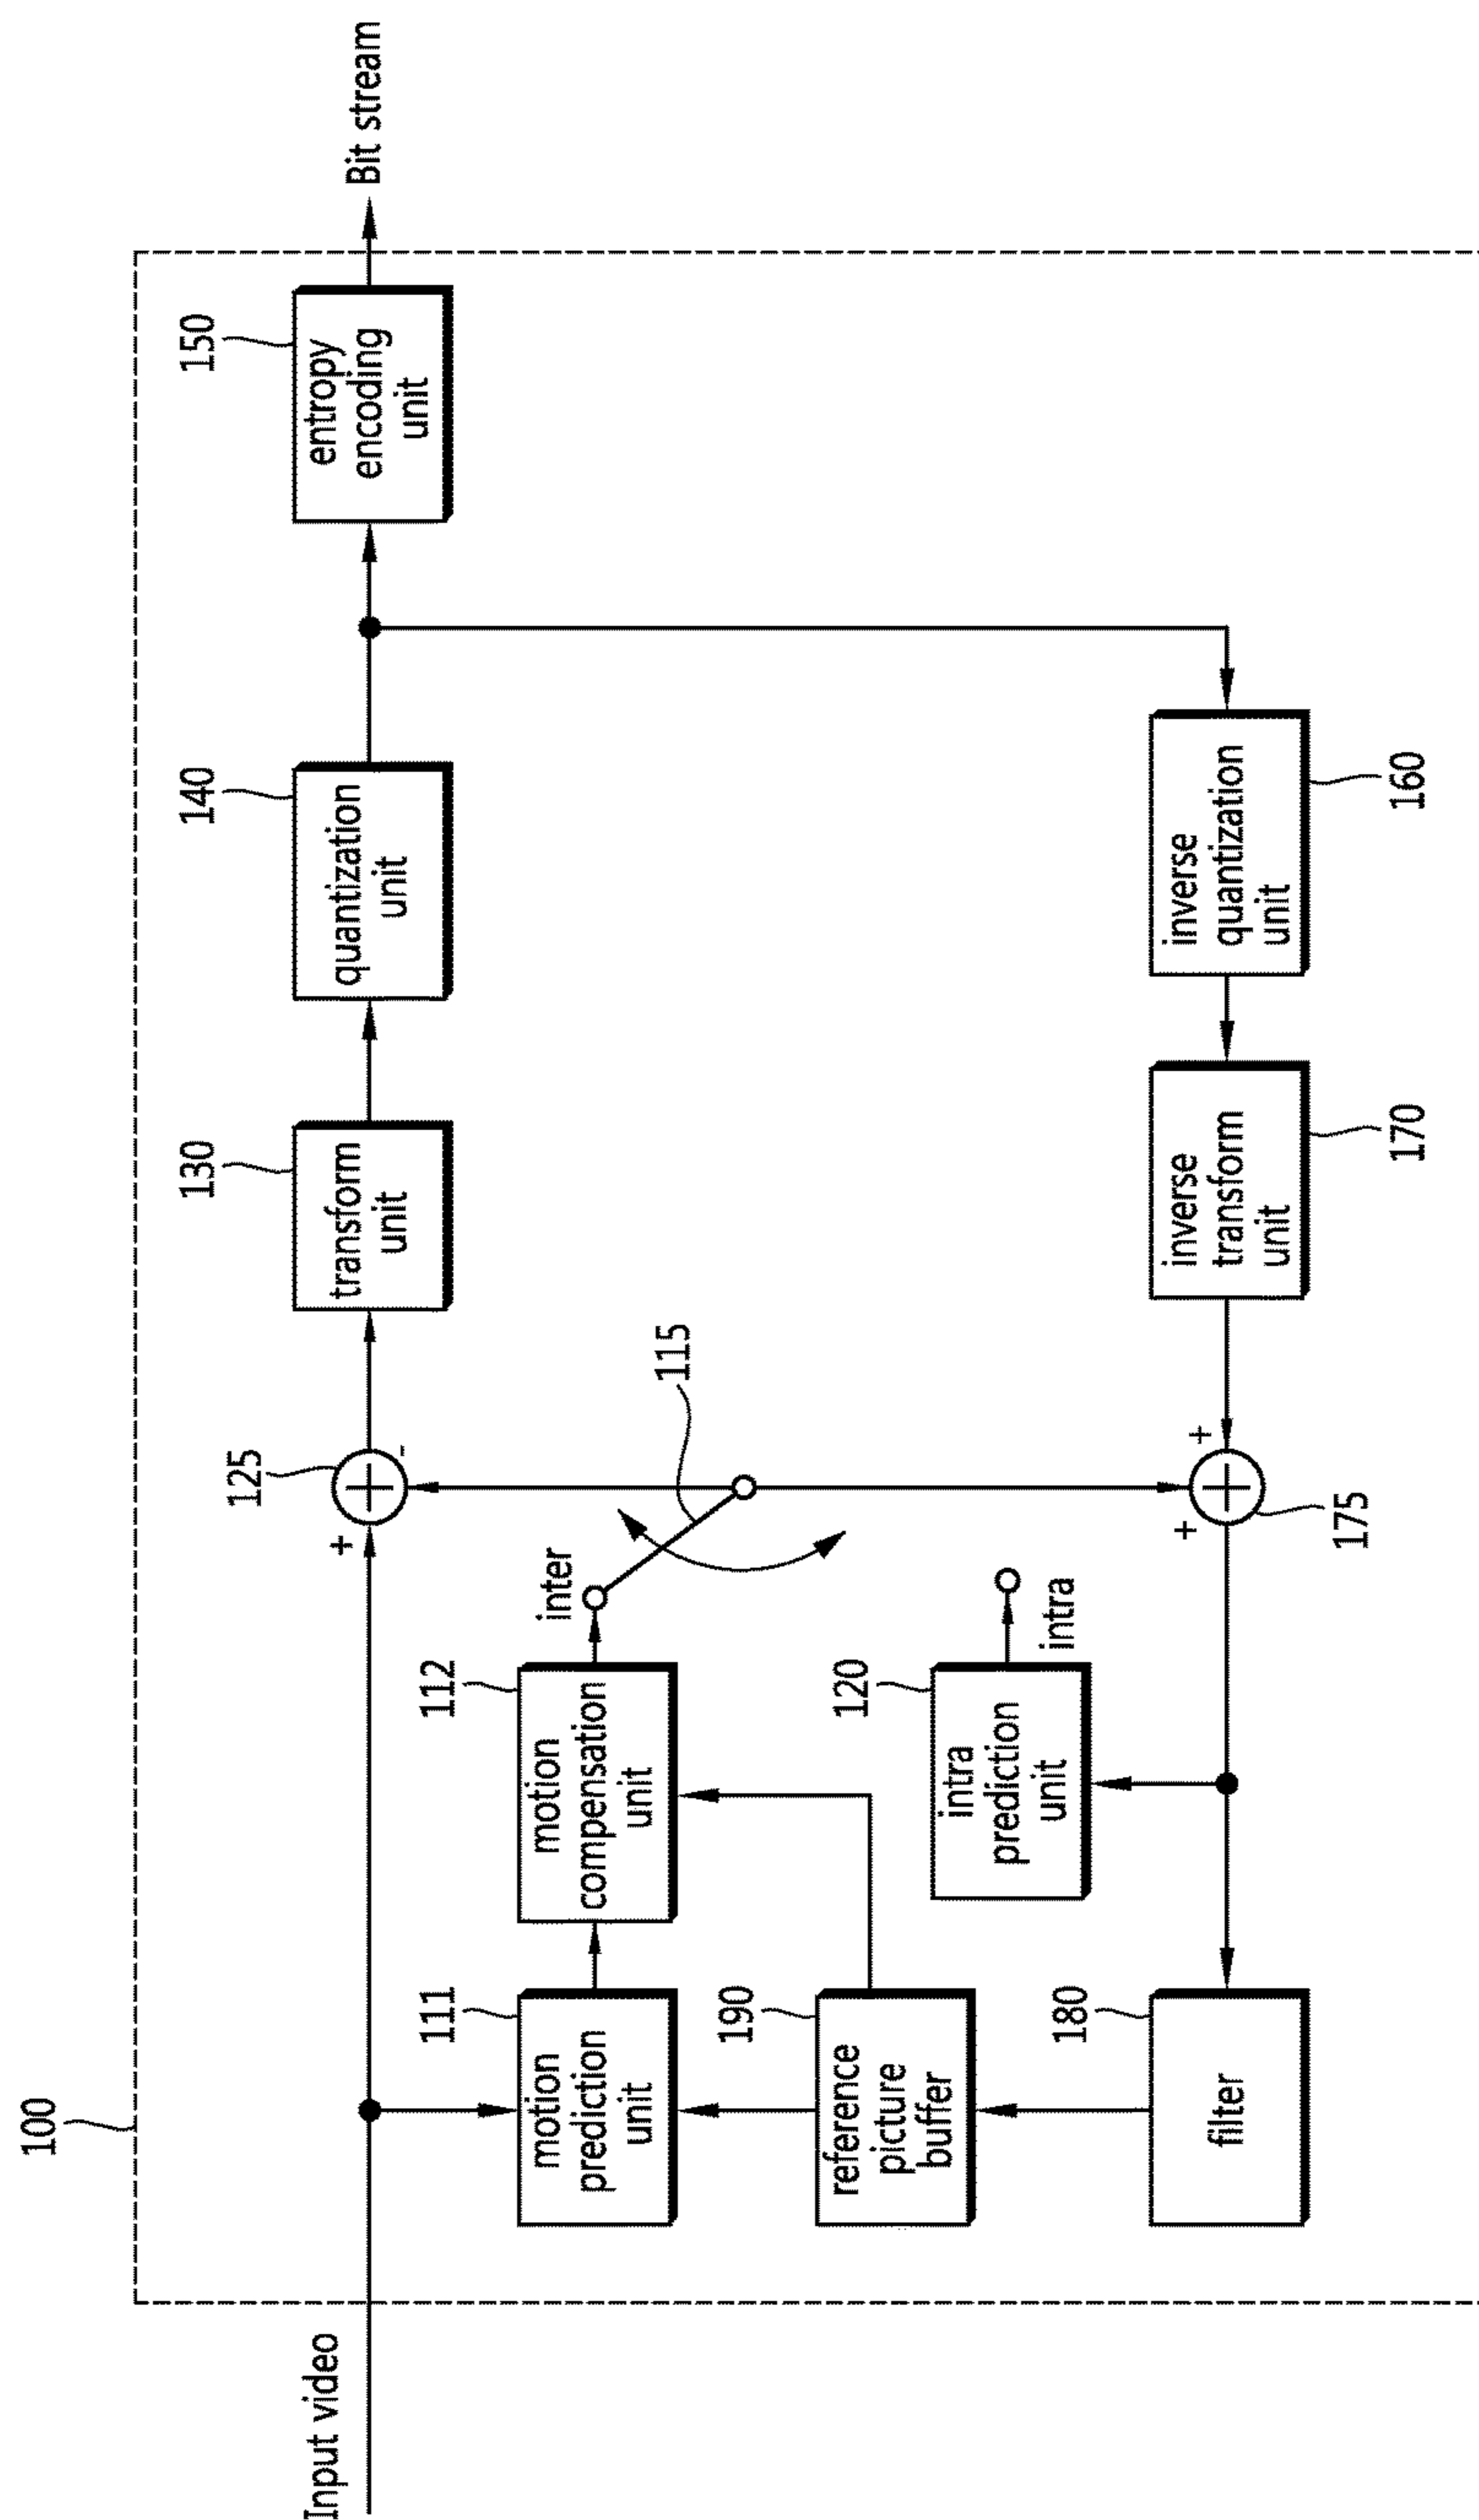 100
Input video
Bit stream
125
+
-
130
transform
unit
140
quantization
unit
150
entropy
encoding
unit
111
motion
prediction
unit
112
motion
compensation
unit
inter
115
190
reference
picture
buffer
120
intra
prediction
unit
intra
180
filter
+
+
175
inverse
transform
unit
170
inverse
quantization
unit
160